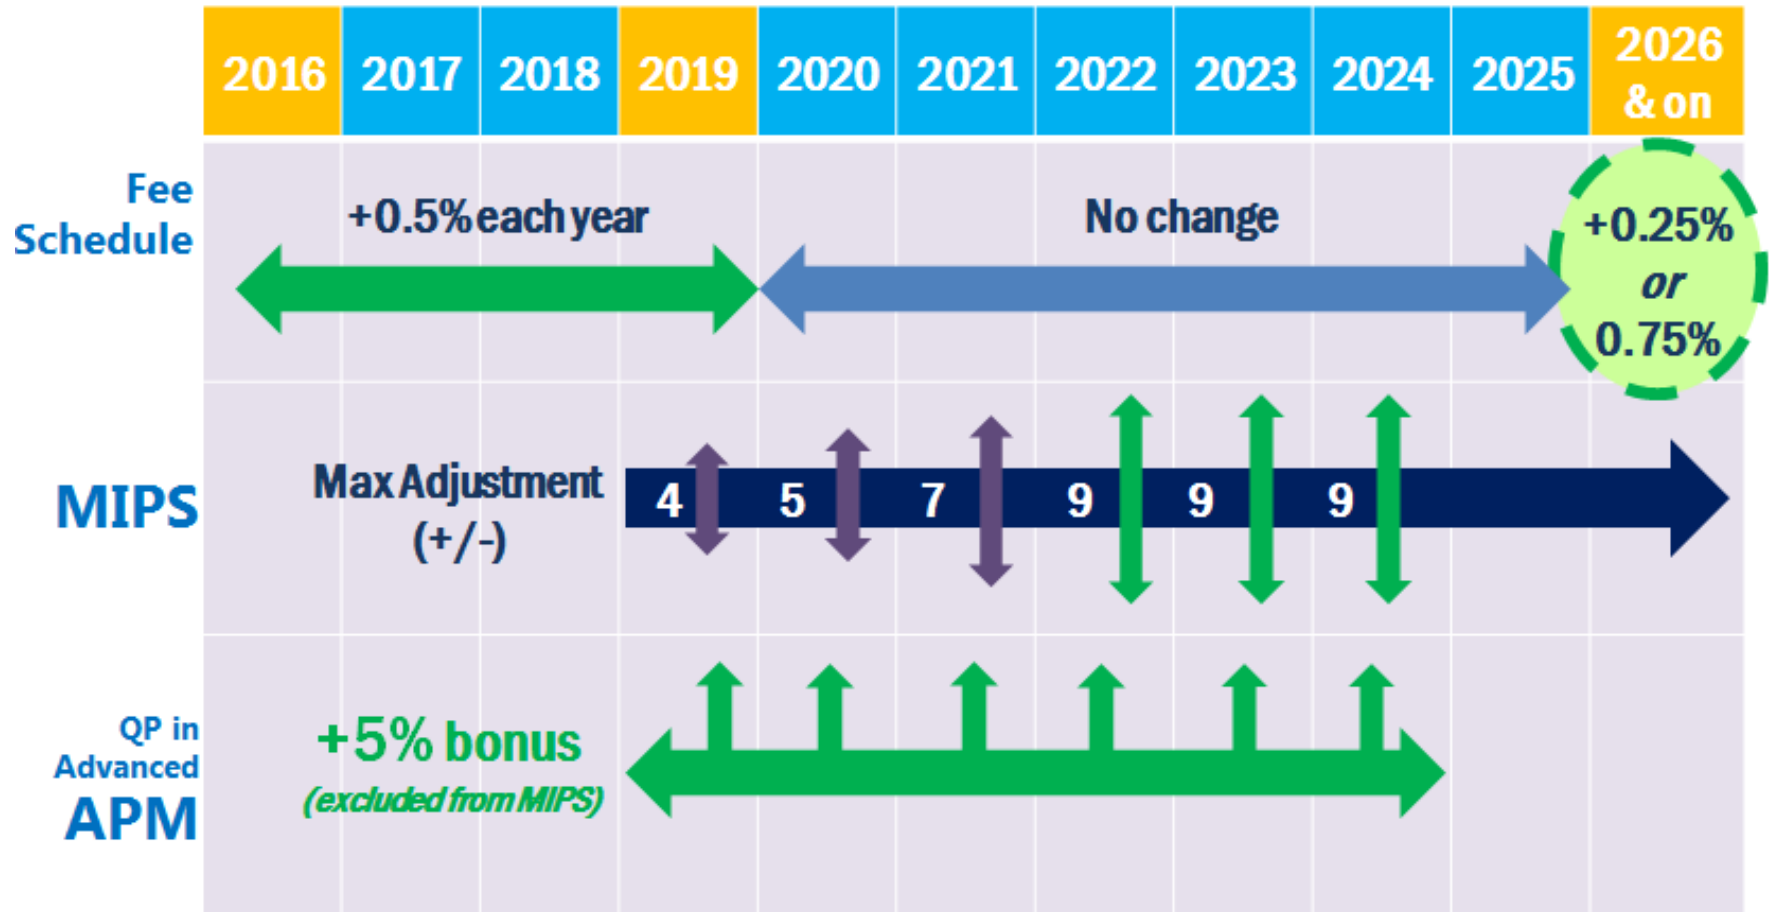 2016 2017 2018 2019 2020 2021 2022 2023 2024 2025 2026
& on
Fee
Schedule
+0.5% each year
No change
+0.25%
or
0.75%
MIPS
Max Adjustment
(+/-)
4 5 7 9 9 9
QP in
Advanced
APM
+5% bonus
(excluded from MIPS)